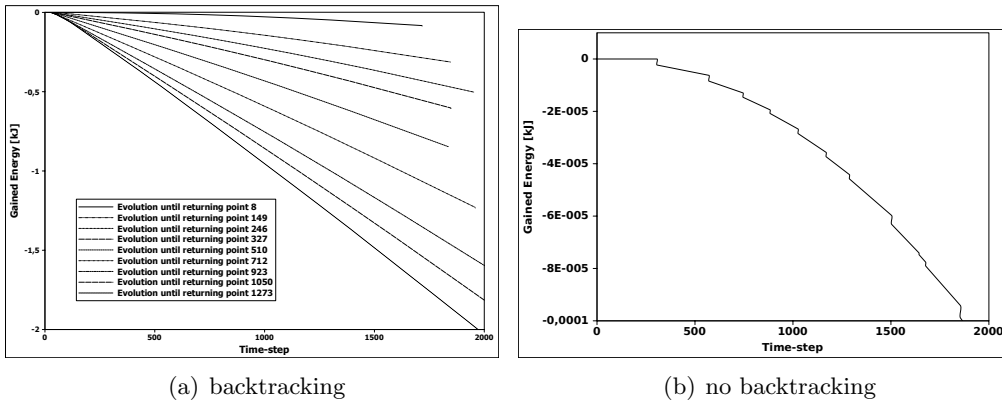 0
-0,5
-1
-1,5
-2
Gained Energy [kJ]
Evolution until returning point 8
Evolution until returning point 149
Evolution until returning point 246
Evolution until returning point 327
Evolution until returning point 510
Evolution until returning point 712
Evolution until returning point 923
Evolution until returning point 1050
Evolution until returning point 1273
0 500 1000 1500 2000
Time-step
(a) backtracking
0
-2E-005
-4E-005
-6E-005
-8E-005
-0,0001
Gained Energy [kJ]
0 500 1000 1500 2000
Time-step
(b) no backtracking